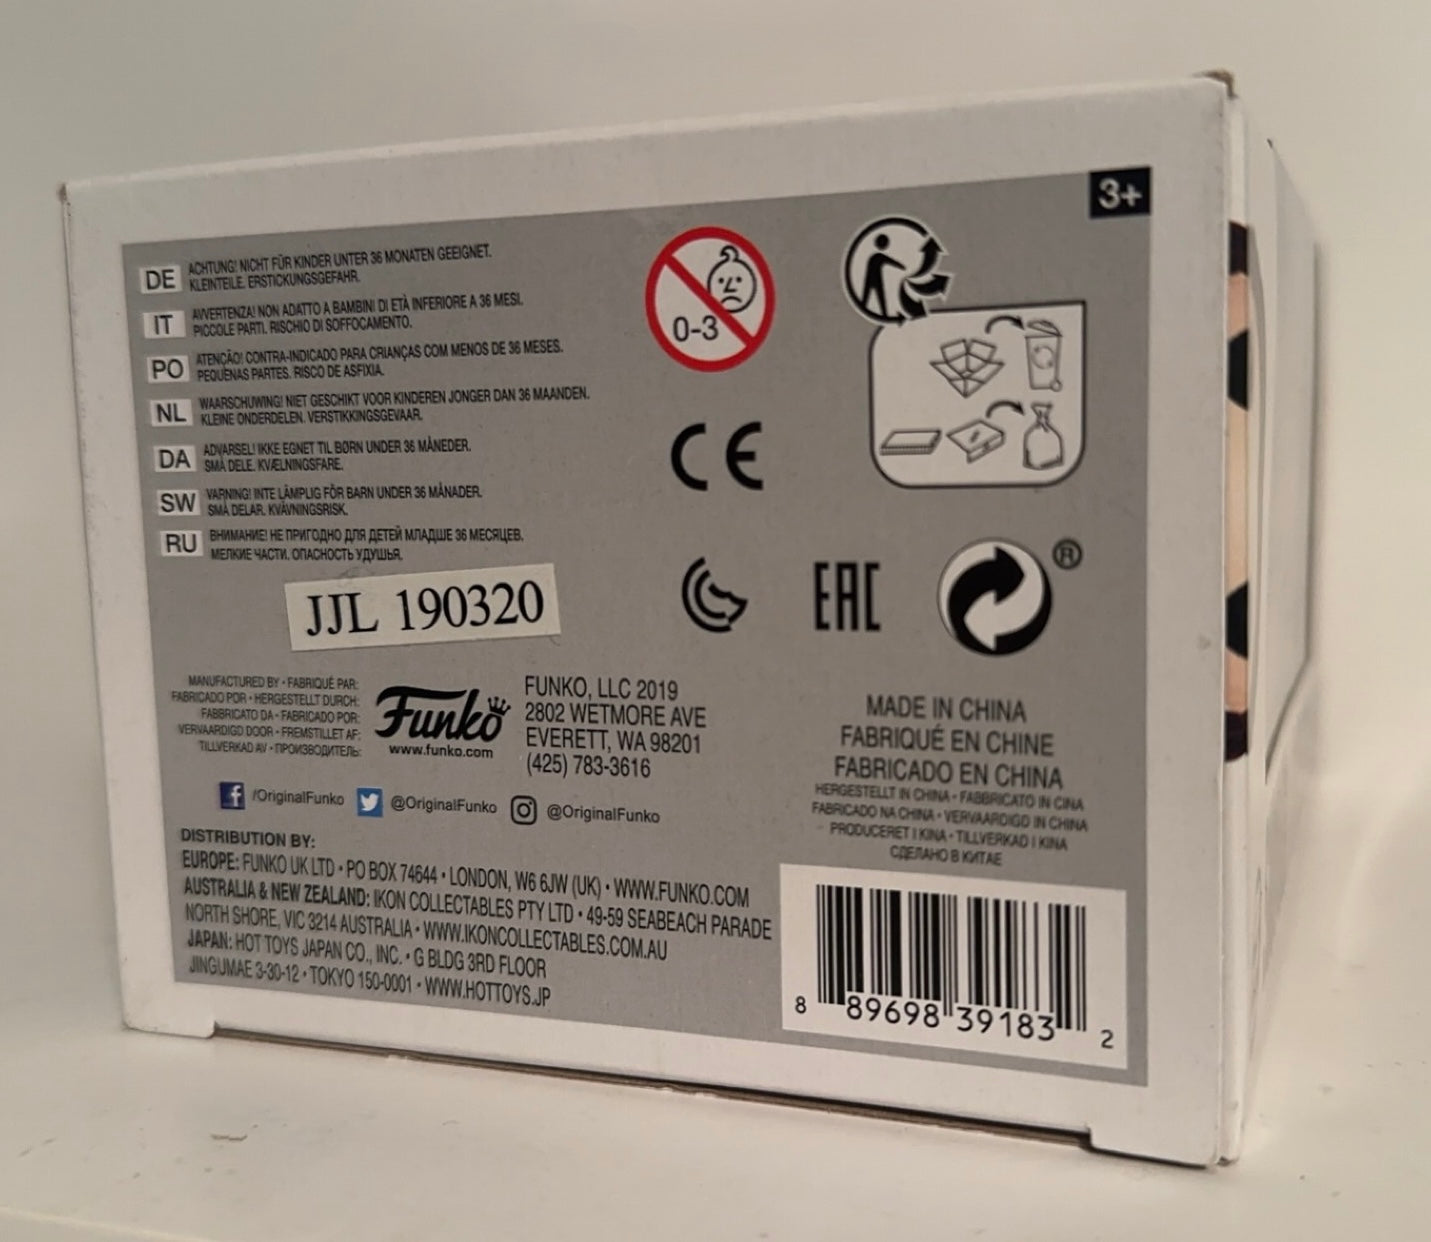 3+
DE ACHTUNG! NICHT FÜR KINDER UNTER 36 MONATEN GEEIGNET.
KLEINTEILE. ERSTICKUNGSGEFAHR.
IT AVVERTENZA! NON ADATTO A BAMBINI DI ETÀ INFERIORE A 36 MESI.
PICCOLE PARTI. RISCHIO DI SOFFOCAMENTO.
PO ATENÇÃO! CONTRA-INDICADO PARA CRIANÇAS COM MENOS DE 36 MESES.
PEQUENAS PARTES. RISCO DE ASFIXIA.
NL WAARSCHUWING! NIET GESCHIKT VOOR KINDEREN JONGER DAN 36 MAANDEN.
KLEINE ONDERDELEN. VERSTIKKINGSGEVAAR.
DA ADVARSEL! IKKE EGNET TIL BØRN UNDER 36 MÅNEDER.
SMÅ DELE. KVÆLNINGSFARE.
SW VARNING! INTE LÄMPLIG FÖR BARN UNDER 36 MÅNADER.
SMÅ DELAR. KVÄVNINGSRISK.
RU ВНИМАНИЕ! НЕ ПРИГОДНО ДЛЯ ДЕТЕЙ МЛАДШЕ 36 МЕСЯЦЕВ.
МЕЛКИЕ ЧАСТИ. ОПАСНОСТЬ УДУШЬЯ.
0-3
CE
EAC
®
JJL 190320
MANUFACTURED BY • FABRIQUÉ PAR:
FABRICADO POR • HERGESTELLT DURCH:
FABBRICATO DA • FABRICADO POR:
VERVAARDIGD DOOR • FREMSTILLET AF:
TILLVERKAD AV • ПРОИЗВОДИТЕЛЬ:
Funko
www.funko.com
FUNKO, LLC 2019
2802 WETMORE AVE
EVERETT, WA 98201
(425) 783-3616
/OriginalFunko @OriginalFunko @OriginalFunko
MADE IN CHINA
FABRIQUÉ EN CHINE
FABRICADO EN CHINA
HERGESTELLT IN CHINA • FABBRICATO IN CINA
FABRICADO NA CHINA • VERVAARDIGD IN CHINA
PRODUCERET I KINA • TILLVERKAD I KINA
СДЕЛАНО В КИТАЕ
DISTRIBUTION BY:
EUROPE: FUNKO UK LTD • PO BOX 74644 • LONDON, W6 6JW (UK) • WWW.FUNKO.COM
AUSTRALIA & NEW ZEALAND: IKON COLLECTABLES PTY LTD • 49-59 SEABEACH PARADE
NORTH SHORE, VIC 3214 AUSTRALIA • WWW.IKONCOLLECTABLES.COM.AU
JAPAN: HOT TOYS JAPAN CO., INC. • G BLDG 3RD FLOOR
JINGUMAE 3-30-12 • TOKYO 150-0001 • WWW.HOTTOYS.JP
8 89698 39183 2